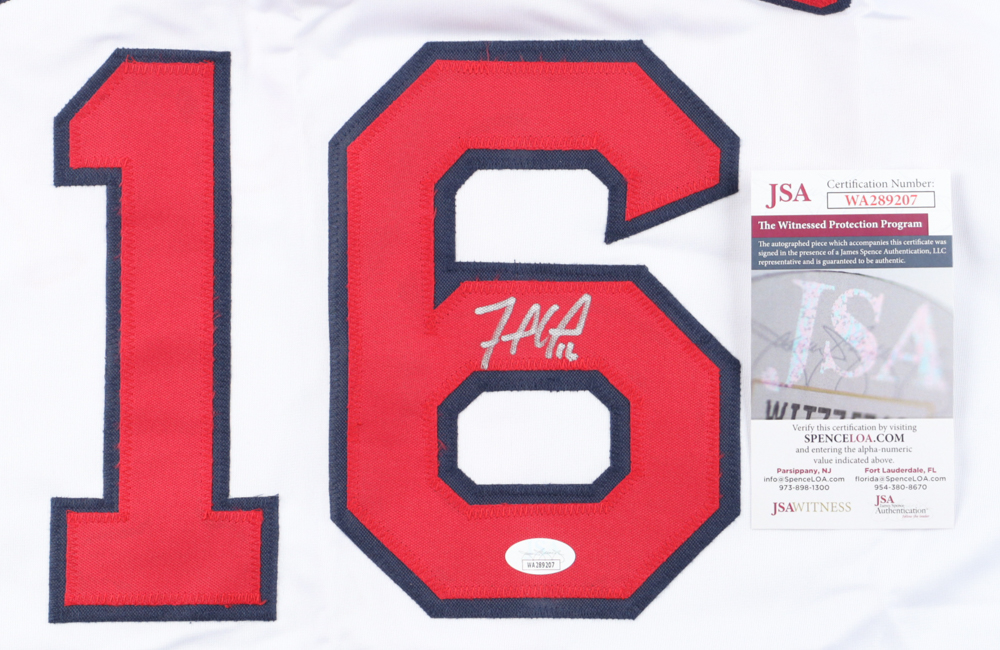 16
16
JSA
Certification Number:
WA289207
The Witnessed Protection Program
The autographed piece which accompanies this certificate was
signed in the presence of a James Spence Authentication, LLC
representative and is guaranteed to be authentic.
JSA
Verify this certification by visiting
SPENCELOA.COM
and entering the alpha-numeric
value indicated above.
Parsippany, NJ
info@SpenceLOA.com
973-898-1300
Fort Lauderdale, FL
florida@SpenceLOA.com
954-380-8670
JSAWITNESS
JSA
Authentication
WA289207